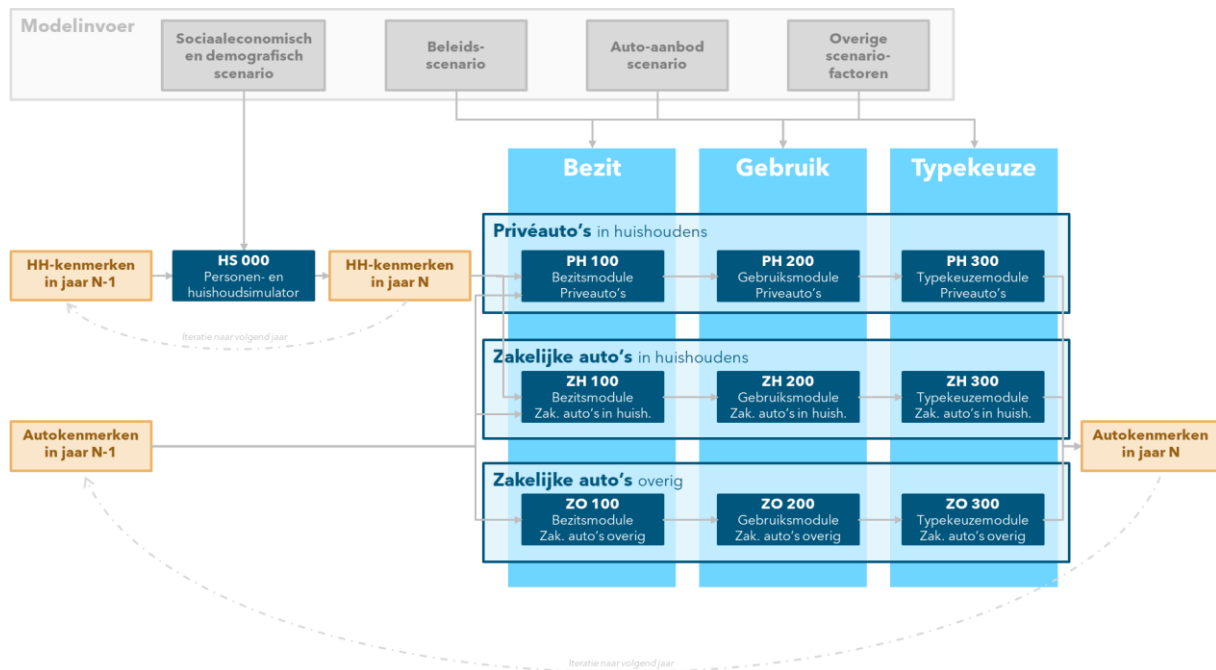 Modelinvoer
Sociaaleconomisch
en demografisch
scenario
Beleids-
scenario
Auto-aanbod
scenario
Overige
scenario-
factoren
Bezit
Gebruik
Typekeuze
Privéauto's in huishoudens
HH-kenmerken
in jaar N-1
HS 000
Personen- en
huishoudsimulator
HH-kenmerken
in jaar N
PH 100
Bezitsmodule
Priveauto's
PH 200
Gebruiksmodule
Priveauto's
PH 300
Typekeuzemodule
Priveauto's
Iteratie naar volgend jaar
Zakelijke auto's in huishoudens
ZH 100
Bezitsmodule
Zak. auto's in huish.
ZH 200
Gebruiksmodule
Zak. auto's in huish.
ZH 300
Typekeuzemodule
Zak. auto's in huish.
Autokenmerken
in jaar N-1
Autokenmerken
in jaar N
Zakelijke auto's overig
ZO 100
Bezitsmodule
Zak. auto's overig
ZO 200
Gebruiksmodule
Zak. auto's overig
ZO 300
Typekeuzemodule
Zak. auto's overig
Iteratie naar volgend jaar